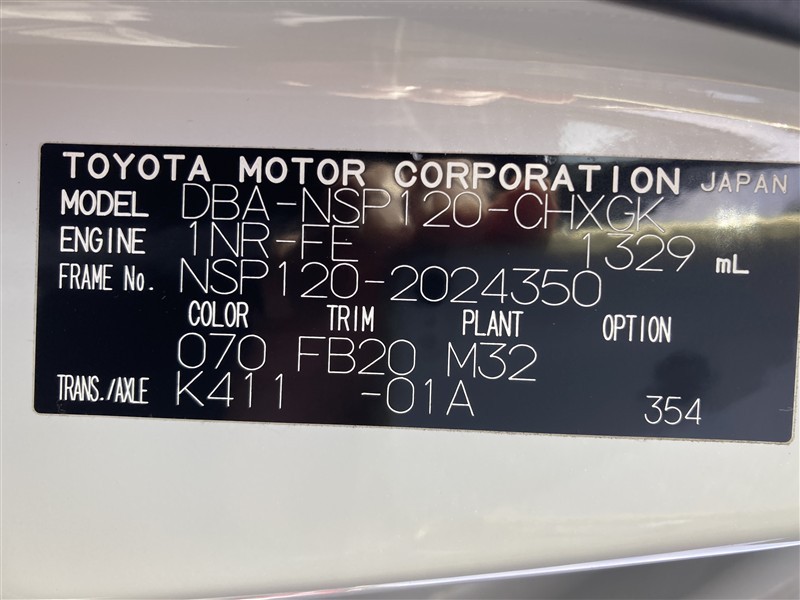 TOYOTA MOTOR CORPORATION JAPAN
MODEL DBA-NSP120-CHXGK
ENGINE 1NR-FE 1329 mL
FRAME No. NSP120-2024350
COLOR TRIM PLANT OPTION
070 FB20 M32
TRANS./AXLE K411 -01A 354